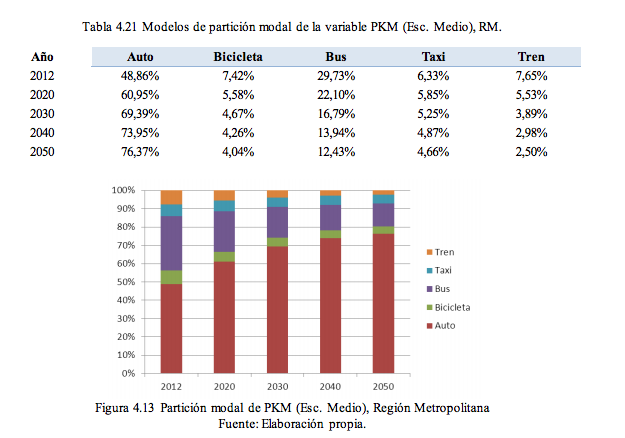 Tabla 4.21 Modelos de partición modal de la variable PKM (Esc. Medio), RM.
Año Auto Bicicleta Bus Taxi Tren
2012 48,86% 7,42% 29,73% 6,33% 7,65%
2020 60,95% 5,58% 22,10% 5,85% 5,53%
2030 69,39% 4,67% 16,79% 5,25% 3,89%
2040 73,95% 4,26% 13,94% 4,87% 2,98%
2050 76,37% 4,04% 12,43% 4,66% 2,50%
100%
90%
80%
70%
60%
50%
40%
30%
20%
10%
0%
2012 2020 2030 2040 2050
Tren
Taxi
Bus
Bicicleta
Auto
Figura 4.13 Partición modal de PKM (Esc. Medio), Región Metropolitana
Fuente: Elaboración propia.